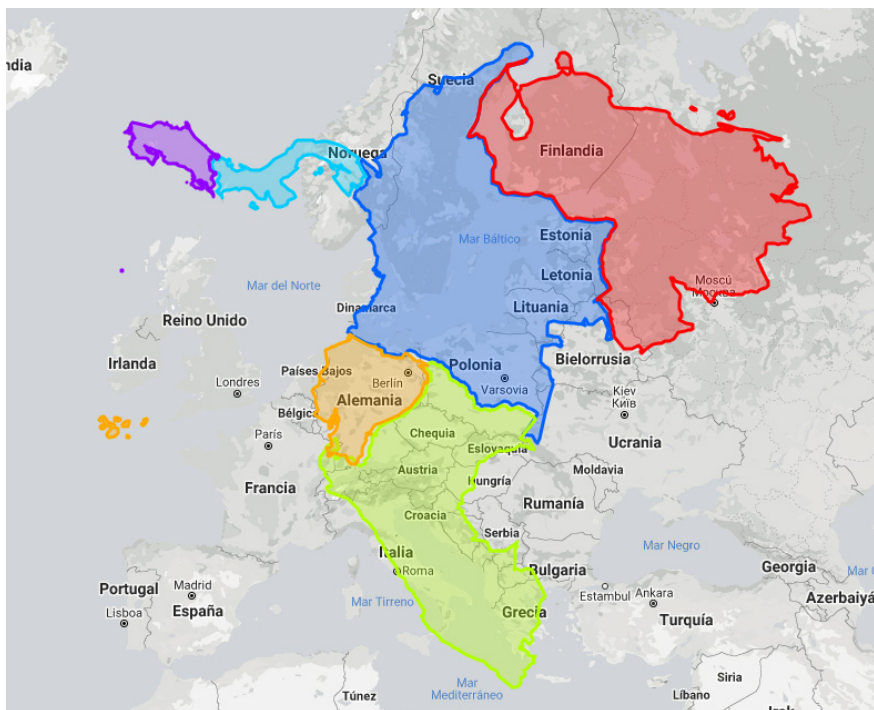 ndia
Suecia
Noruega
Finlandia
Estonia
Mar Báltico
Letonia
Moscú
Москва
Mar del Norte
Lituania
Dinamarca
Reino Unido
Irlanda
Polonia
Bielorrusia
Países Bajos
Berlín
Varsovia
Londres
Alemania
Kiev
Київ
Bélgica
París
Chequia
Ucrania
Eslovaquia
Austria
Moldavia
Francia
Hungría
Rumanía
Croacia
Serbia
Italia
Mar Negro
Roma
Bulgaria
Georgia
Portugal
Madrid
Estambul
Ankara
Mar C
Lisboa
España
Mar Tirreno
Grecia
Turquía
Azerbaiyá
Siria
Mar
Mediterráneo
Túnez
Líbano
Irak